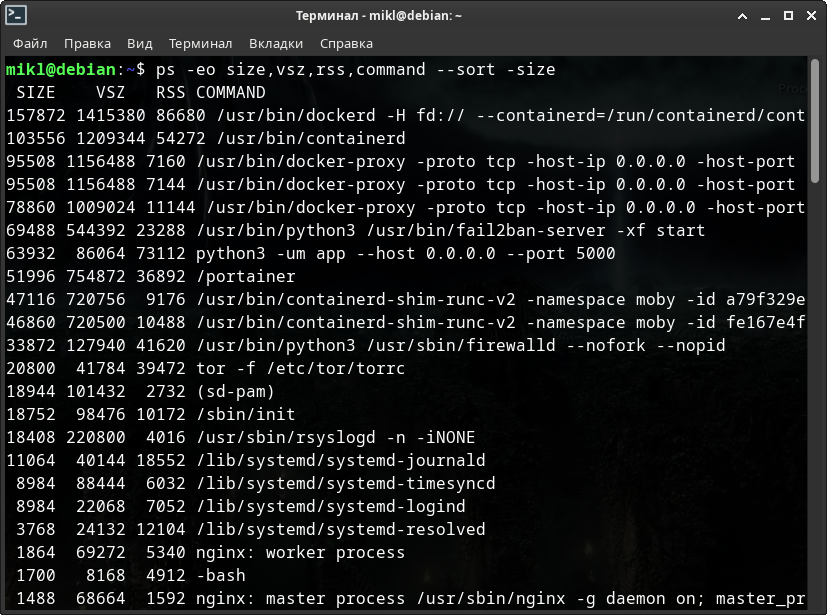 Терминал - mikl@debian: ~
Файл Правка Вид Терминал Вкладки Справка
mikl@debian:~$ ps -eo size,vsz,rss,command --sort -size
SIZE VSZ RSS COMMAND
157872 1415380 86680 /usr/bin/dockerd -H fd:// --containerd=/run/containerd/cont
103556 1209344 54272 /usr/bin/containerd
95508 1156488 7160 /usr/bin/docker-proxy -proto tcp -host-ip 0.0.0.0 -host-port
95508 1156488 7144 /usr/bin/docker-proxy -proto tcp -host-ip 0.0.0.0 -host-port
78860 1009024 11144 /usr/bin/docker-proxy -proto tcp -host-ip 0.0.0.0 -host-port
69488 544392 23288 /usr/bin/python3 /usr/bin/fail2ban-server -xf start
63932 86064 73112 python3 -um app --host 0.0.0.0 --port 5000
51996 754872 36892 /portainer
47116 720756 9176 /usr/bin/containerd-shim-runc-v2 -namespace moby -id a79f329e
46860 720500 10488 /usr/bin/containerd-shim-runc-v2 -namespace moby -id fe167e4f
33872 127940 41620 /usr/bin/python3 /usr/sbin/firewalld --nofork --nopid
20800 41784 39472 tor -f /etc/tor/torrc
18944 101432 2732 (sd-pam)
18752 98476 10172 /sbin/init
18408 220800 4016 /usr/sbin/rsyslogd -n -iNONE
11064 40144 18552 /lib/systemd/systemd-journald
8984 88444 6032 /lib/systemd/systemd-timesyncd
8984 22068 7052 /lib/systemd/systemd-logind
3768 24132 12104 /lib/systemd/systemd-resolved
1864 69272 5340 nginx: worker process
1700 8168 4912 -bash
1488 68664 1592 nginx: master process /usr/sbin/nginx -g daemon on; master_pr